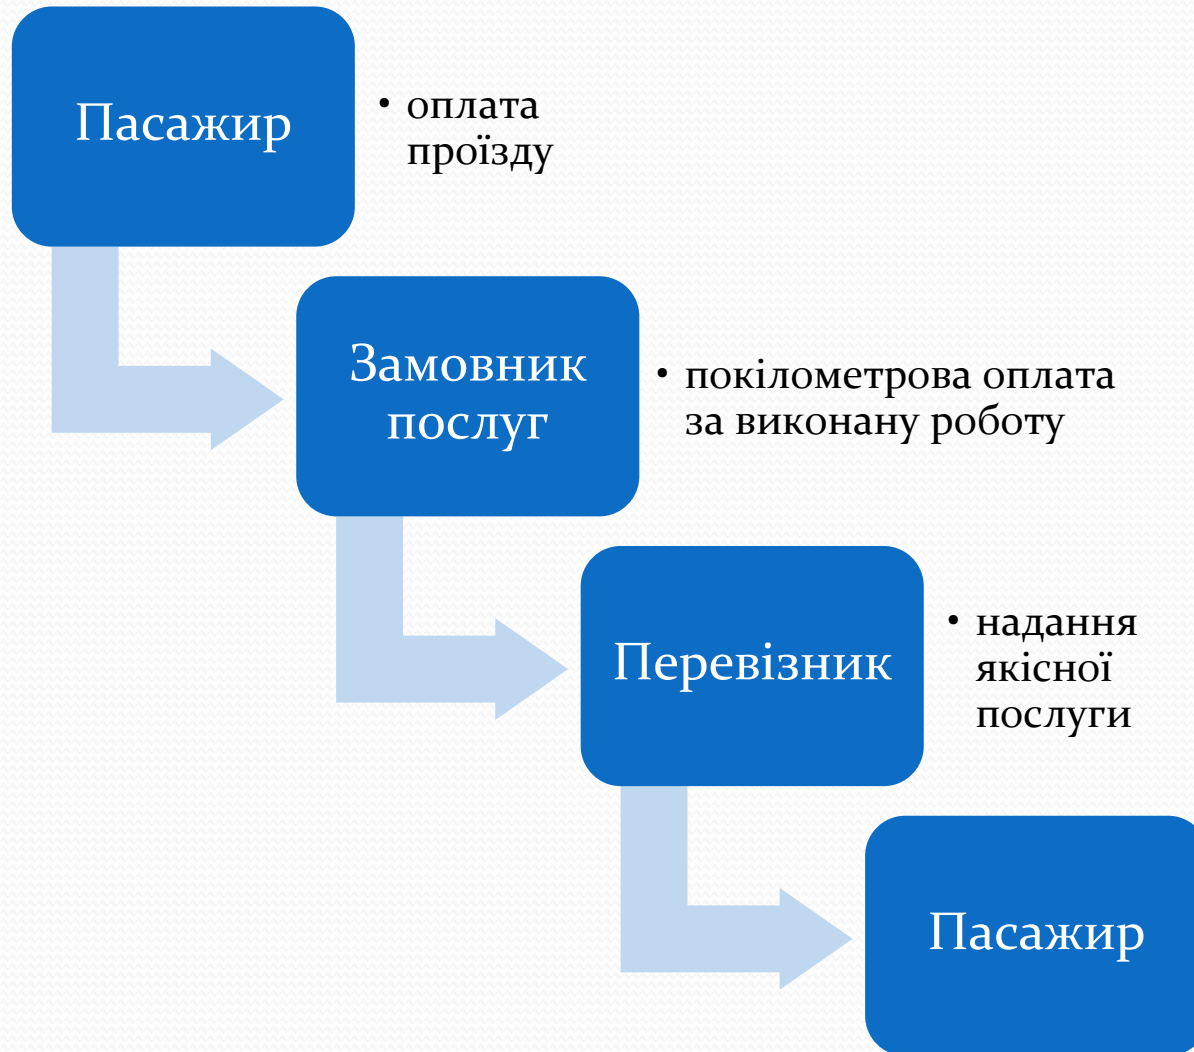 Пасажир
• оплата
проїзду
Замовник
послуг
• покілометрова оплата
за виконану роботу
Перевізник
• надання
якісної
послуги
Пасажир